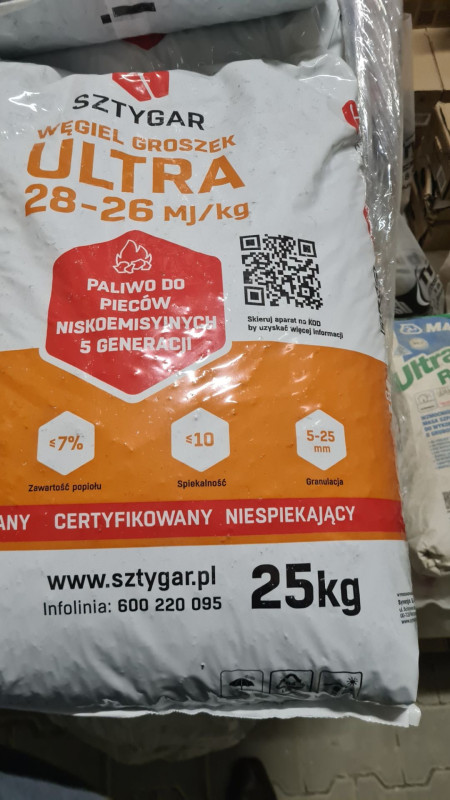 SZTYGAR
WĘGIEL GROSZEK
ULTRA
28-26 MJ/kg
PALIWO DO
PIECÓW
NISKOEMISYJNYCH
5 GENERACJI
Skieruj aparat na KOD
by uzyskać więcej informacji
≤7%
≤10
5-25
mm
Zawartość popiołu
Spiekalność
Granulacja
ANY CERTYFIKOWANY NIESPIEKAJĄCY
www.sztygar.pl
Infolinia: 600 220 095
25kg
MA
Ultra